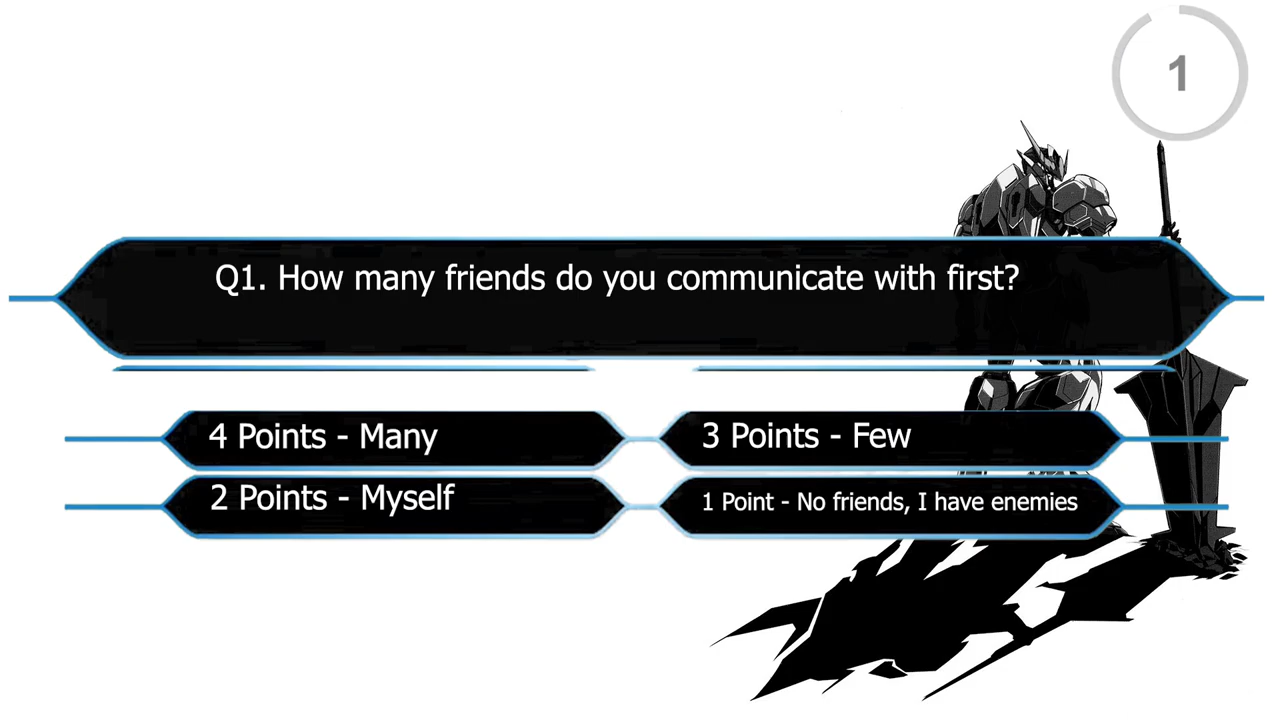 1
Q1. How many friends do you communicate with first?
4 Points - Many
3 Points - Few
2 Points - Myself
1 Point - No friends, I have enemies